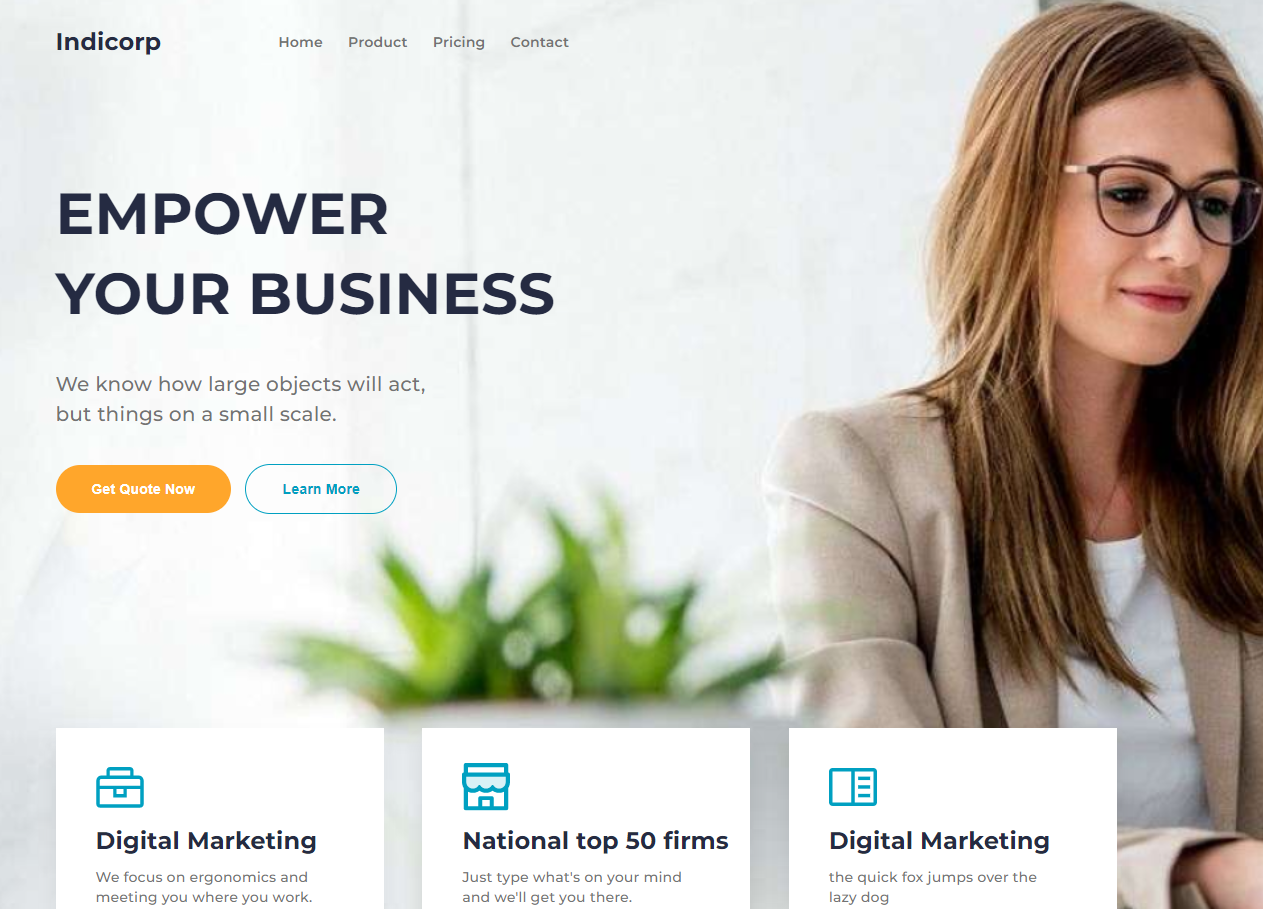 Indicorp
Home Product Pricing Contact
EMPOWER
YOUR BUSINESS
We know how large objects will act,
but things on a small scale.
Get Quote Now
Learn More
Digital Marketing
We focus on ergonomics and
meeting you where you work.
National top 50 firms
Just type what's on your mind
and we'll get you there.
Digital Marketing
the quick fox jumps over the
lazy dog